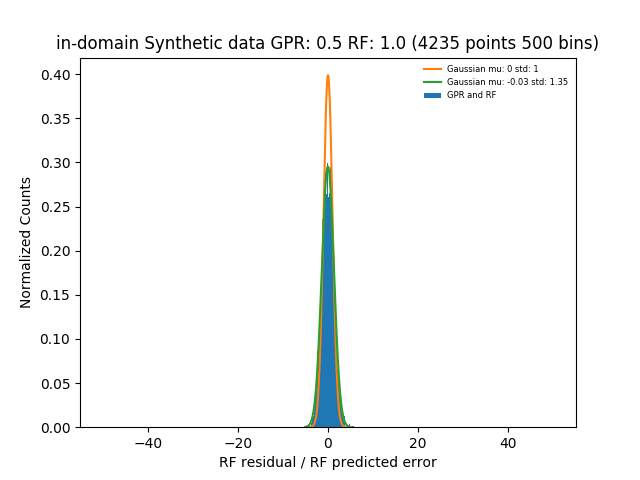 in-domain Synthetic data GPR: 0.5 RF: 1.0 (4235 points 500 bins)
Gaussian mu: 0 std: 1
Gaussian mu: -0.03 std: 1.35
GPR and RF
Normalized Counts
0.40
0.35
0.30
0.25
0.20
0.15
0.10
0.05
0.00
−40 −20 0 20 40
RF residual / RF predicted error